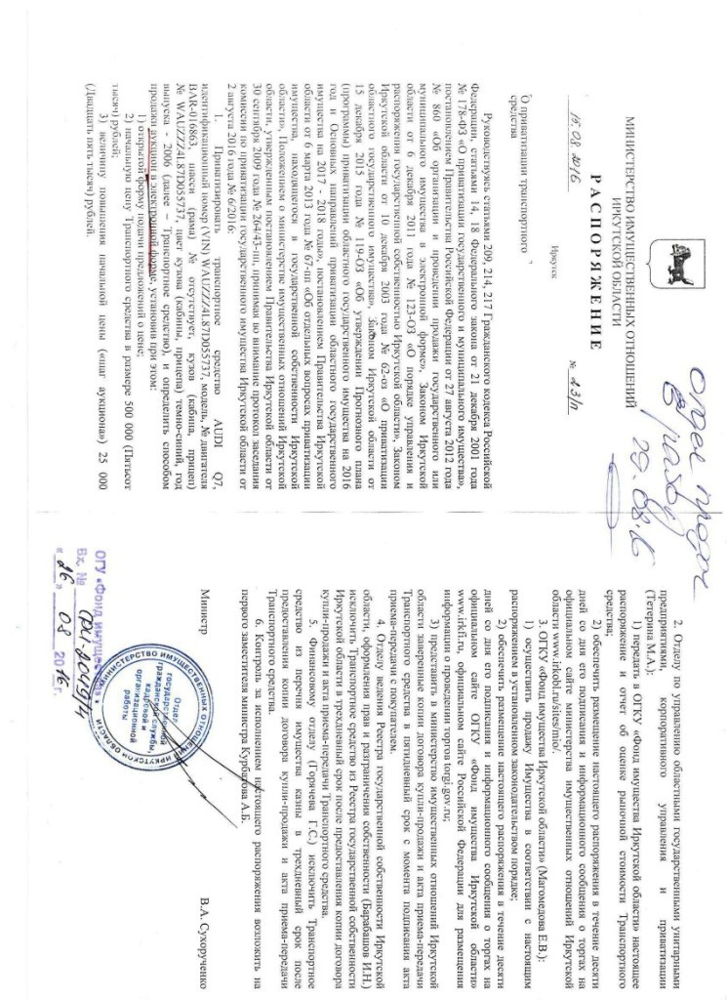 МИНИСТЕРСТВО ИМУЩЕСТВЕННЫХ ОТНОШЕНИЙ
ИРКУТСКОЙ ОБЛАСТИ
РАСПОРЯЖЕНИЕ
19.08.2016 № 43/п
Иркутск
О приватизации транспортного
средства
Руководствуясь статьями 209, 214, 217 Гражданского кодекса Российской
Федерации, статьями 14, 18 Федерального закона от 21 декабря 2001 года
№ 178-ФЗ «О приватизации государственного и муниципального имущества»,
постановлением Правительства Российской Федерации от 27 августа 2012 года
№ 860 «Об организации и проведении продажи государственного или
муниципального имущества в электронной форме», Законом Иркутской
области от 6 декабря 2011 года № 123-ОЗ «О порядке управления и
распоряжения государственной собственностью Иркутской области», Законом
Иркутской области от 10 декабря 2003 года № 62-оз «О приватизации
областного государственного имущества», Законом Иркутской области от
15 декабря 2015 года № 119-ОЗ «Об утверждении Прогнозного плана
(программы) приватизации областного государственного имущества на 2016
год и Основных направлений приватизации областного государственного
имущества на 2017 - 2018 годы», постановлением Правительства Иркутской
области от 6 марта 2013 года № 67-пп «Об отдельных вопросах приватизации
имущества, находящегося в государственной собственности Иркутской
области», Положением о министерстве имущественных отношений Иркутской
области, утвержденным постановлением Правительства Иркутской области от
30 сентября 2009 года № 264/43-пп, принимая во внимание протокол заседания
комиссии по приватизации государственного имущества Иркутской области от
2 августа 2016 года № 6/2016:
1. Приватизировать транспортное средство AUDI Q7,
идентификационный номер (VIN) WAUZZZ4L87D055737, модель, № двигателя
BAR-016863, шасси (рама) № отсутствует, кузов (кабина, прицеп)
№ WAUZZZ4L87D055737, цвет кузова (кабины, прицепа) темно-синий, год
выпуска - 2006 (далее – Транспортное средство), и определить способом
продажи аукцион в электронной форме, установив при этом:
1) открытой форму подачи предложений о цене;
2) начальную цену Транспортного средства в размере 500 000 (Пятьсот
тысяч) рублей;
3) величину повышения начальной цены («шаг аукциона») 25 000
(Двадцать пять тысяч) рублей.
29.08.16
2. Отделу по управлению областными государственными унитарными
предприятиями, корпоративного управления и приватизации
(Тетерина М.А.):
1) передать в ОГКУ «Фонд имущества Иркутской области» настоящее
распоряжение и отчет об оценке рыночной стоимости Транспортного
средства;
2) обеспечить размещение настоящего распоряжения в течение десяти
дней со дня его подписания и информационного сообщения о торгах на
официальном сайте министерства имущественных отношений Иркутской
области www.irkobl.ru/sites/mio/.
3. ОГКУ «Фонд имущества Иркутской области» (Магомедова Е.В.):
1) осуществить продажу Имущества в соответствии с настоящим
распоряжением в установленном законодательством порядке;
2) обеспечить размещение настоящего распоряжения в течение десяти
дней со дня его подписания и информационного сообщения о торгах на
официальном сайте ОГКУ «Фонд имущества Иркутской области»
www.irkfi.ru, официальном сайте Российской Федерации для размещения
информации о проведении торгов torgi.gov.ru;
3) представить в министерство имущественных отношений Иркутской
области заверенные копии договора купли-продажи и акта приема-передачи
Транспортного средства в пятидневный срок с момента подписания акта
приема-передачи с покупателем.
4. Отделу ведения Реестра государственной собственности Иркутской
области, оформления прав и разграничения собственности (Барабашов И.Н.)
исключить Транспортное средство из Реестра государственной собственности
Иркутской области в трехдневный срок после предоставления копии договора
купли-продажи и акта приема-передачи Транспортного средства.
5. Финансовому отделу (Горячева Г.С.) исключить Транспортное
средство из перечня имущества казны в трехдневный срок после
предоставления копии договора купли-продажи и акта приема-передачи
Транспортного средства.
6. Контроль за исполнением настоящего распоряжения возложить на
первого заместителя министра Курбатова А.Б.
Министр В.А. Сухорученко
МИНИСТЕРСТВО ИМУЩЕСТВЕННЫХ ОТНОШЕНИЙ ИРКУТСКОЙ ОБЛАСТИ
Отдел
государственной
гражданской службы,
кадровой и
организационной
работы
ОГУ «Фонд имущества»
Вх. №
«26» 08 2016 г.